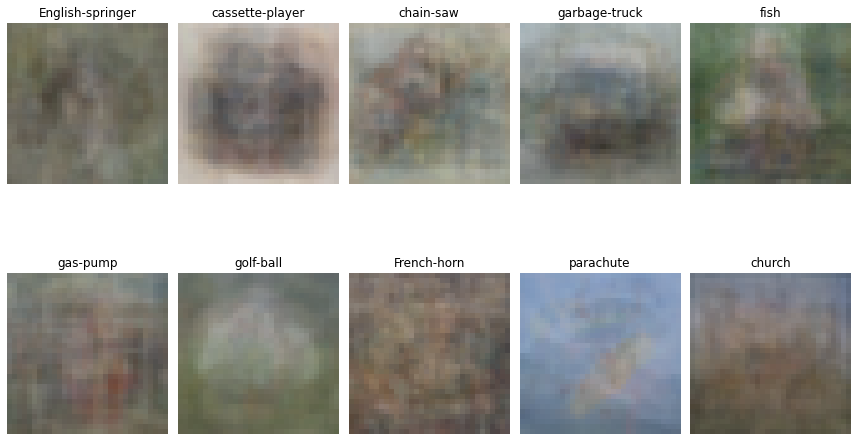 English-springer
cassette-player
chain-saw
garbage-truck
fish
gas-pump
golf-ball
French-horn
parachute
church